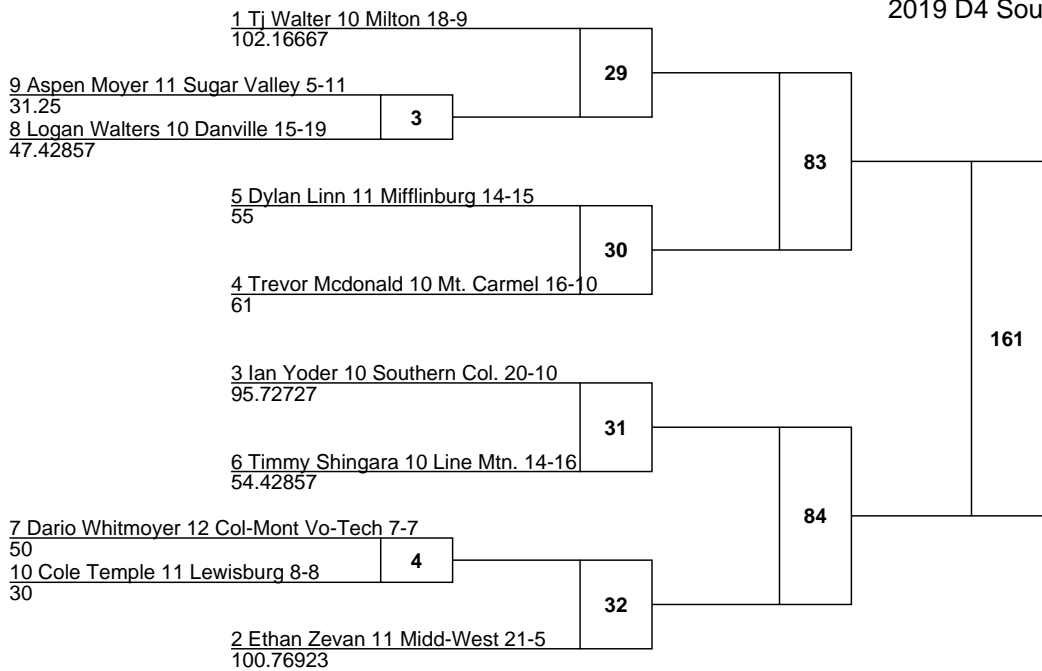 2019 D4 Sou
1 Tj Walter 10 Milton 18-9
102.16667
29
9 Aspen Moyer 11 Sugar Valley 5-11
31.25
3
8 Logan Walters 10 Danville 15-19
47.42857
83
5 Dylan Linn 11 Mifflinburg 14-15
55
30
4 Trevor Mcdonald 10 Mt. Carmel 16-10
61
161
3 Ian Yoder 10 Southern Col. 20-10
95.72727
31
6 Timmy Shingara 10 Line Mtn. 14-16
54.42857
84
7 Dario Whitmoyer 12 Col-Mont Vo-Tech 7-7
50
4
10 Cole Temple 11 Lewisburg 8-8
30
32
2 Ethan Zevan 11 Midd-West 21-5
100.76923